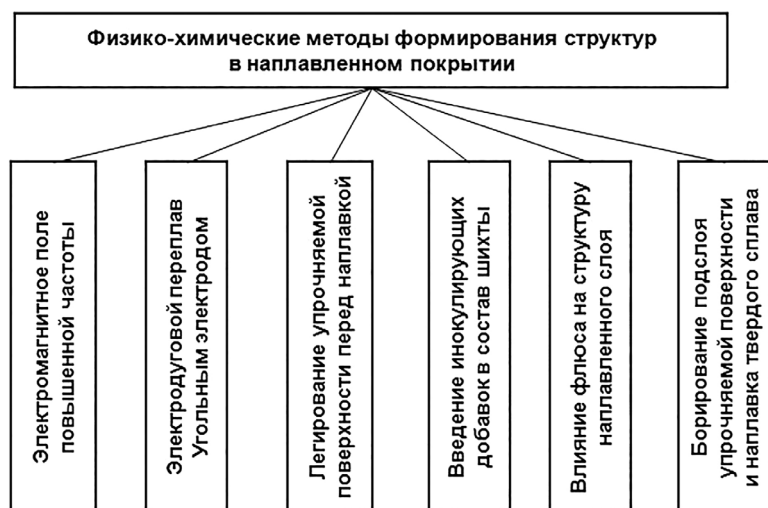 Физико-химические методы формирования структур
в наплавленном покрытии
Электромагнитное поле
повышенной частоты
Электродуговой переплав
Угольным электродом
Легирование упрочняемой
поверхности перед наплавкой
Введение инокулирующих
добавок в состав шихты
Влияние флюса на структуру
наплавленного слоя
Борирование подслоя
упрочняемой поверхности
и наплавка твердого сплава